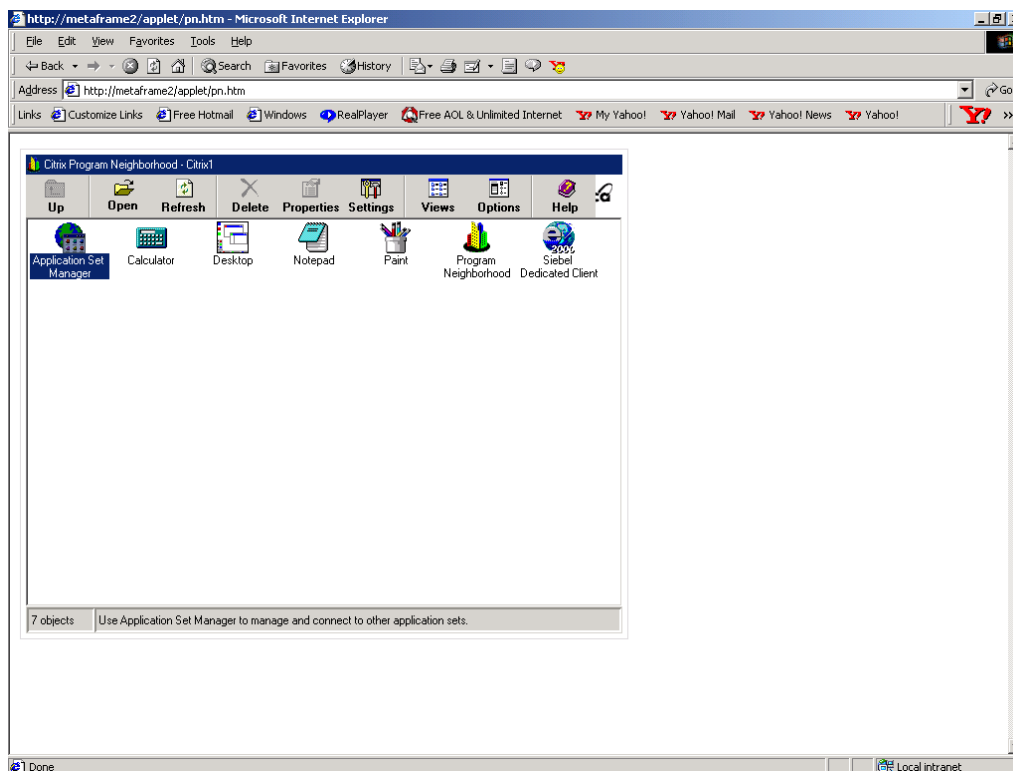 http://metaframe2/applet/pn.htm - Microsoft Internet Explorer
File Edit View Favorites Tools Help
Back Search Favorites History
Address http://metaframe2/applet/pn.htm Go
Links Customize Links Free Hotmail Windows RealPlayer Free AOL & Unlimited Internet My Yahoo! Yahoo! Mail Yahoo! News Yahoo! Y! »
Citrix Program Neighborhood - Citrix1
Up Open Refresh Delete Properties Settings Views Options Help
Application Set Manager
Calculator
Desktop
Notepad
Paint
Program Neighborhood
2000
Siebel Dedicated Client
7 objects Use Application Set Manager to manage and connect to other application sets.
Done Local intranet